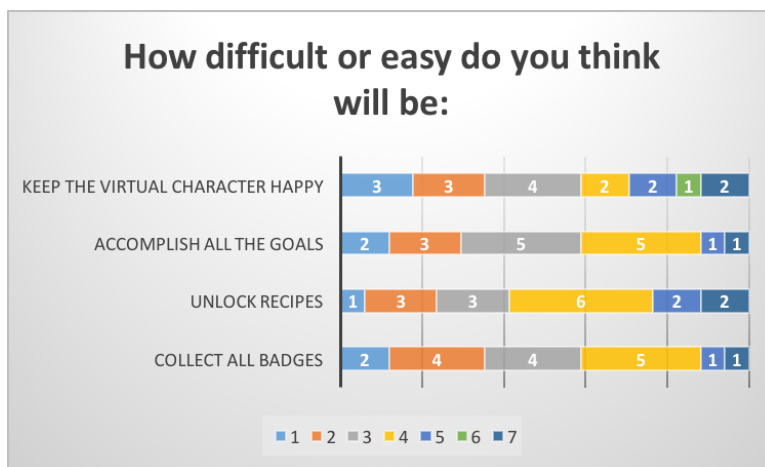 How difficult or easy do you think
will be:
KEEP THE VIRTUAL CHARACTER HAPPY
3 3 4 2 2 1 2
ACCOMPLISH ALL THE GOALS
2 3 5 5 1 1
UNLOCK RECIPES
1 3 3 6 2 2
COLLECT ALL BADGES
2 4 4 5 1 1
1 2 3 4 5 6 7